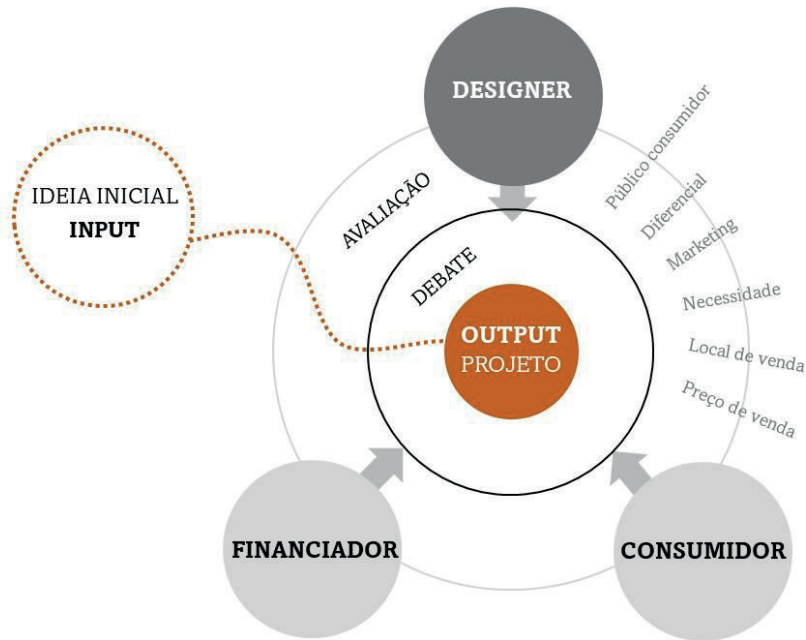 DESIGNER
IDEIA INICIAL
INPUT
AVALIAÇÃO
DEBATE
Público consumidor
Diferencial
Marketing
Necessidade
Local de venda
Preço de venda
OUTPUT
PROJETO
FINANCIADOR
CONSUMIDOR